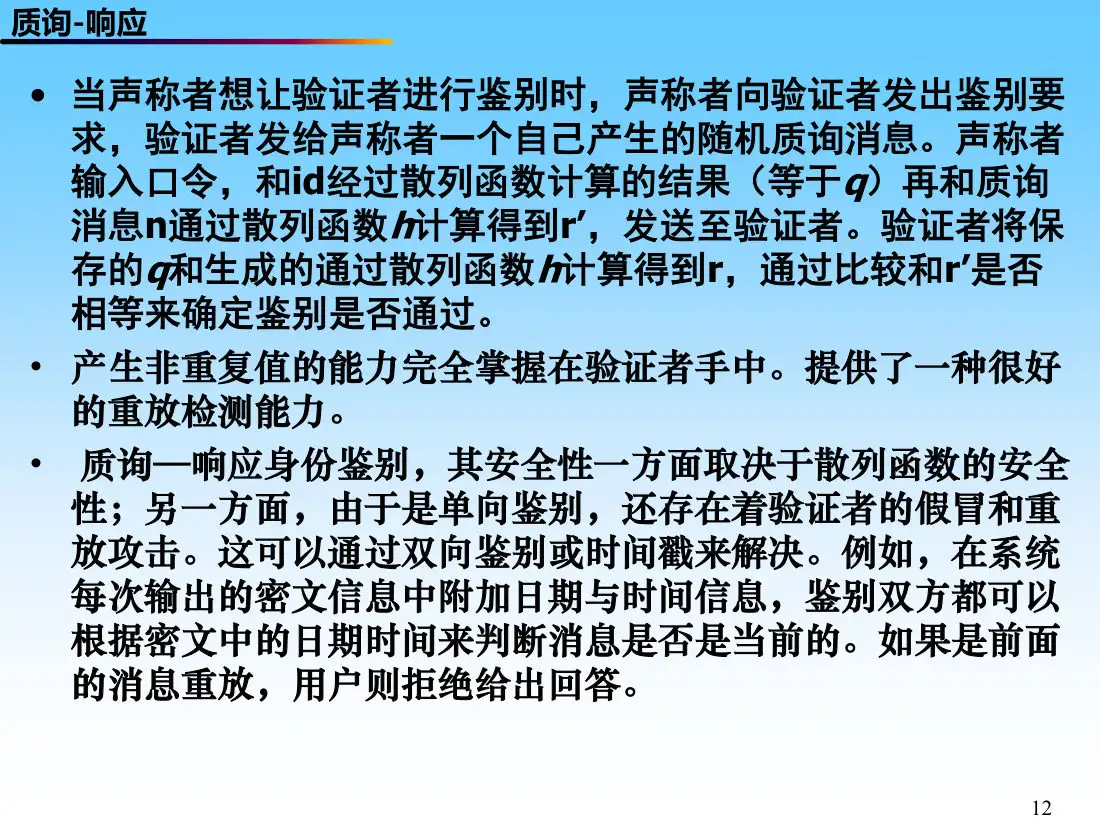 质询-响应
• 当声称者想让验证者进行鉴别时，声称者向验证者发出鉴别要
求，验证者发给声称者一个自己产生的随机质询消息。声称者
输入口令，和id经过散列函数计算的结果（等于q）再和质询
消息n通过散列函数h计算得到r’，发送至验证者。验证者将保
存的q和生成的通过散列函数h计算得到r，通过比较和r’是否
相等来确定鉴别是否通过。
• 产生非重复值的能力完全掌握在验证者手中。提供了一种很好
的重放检测能力。
• 质询—响应身份鉴别，其安全性一方面取决于散列函数的安全
性；另一方面，由于是单向鉴别，还存在着验证者的假冒和重
放攻击。这可以通过双向鉴别或时间戳来解决。例如，在系统
每次输出的密文信息中附加日期与时间信息，鉴别双方都可以
根据密文中的日期时间来判断消息是否是当前的。如果是前面
的消息重放，用户则拒绝给出回答。
12